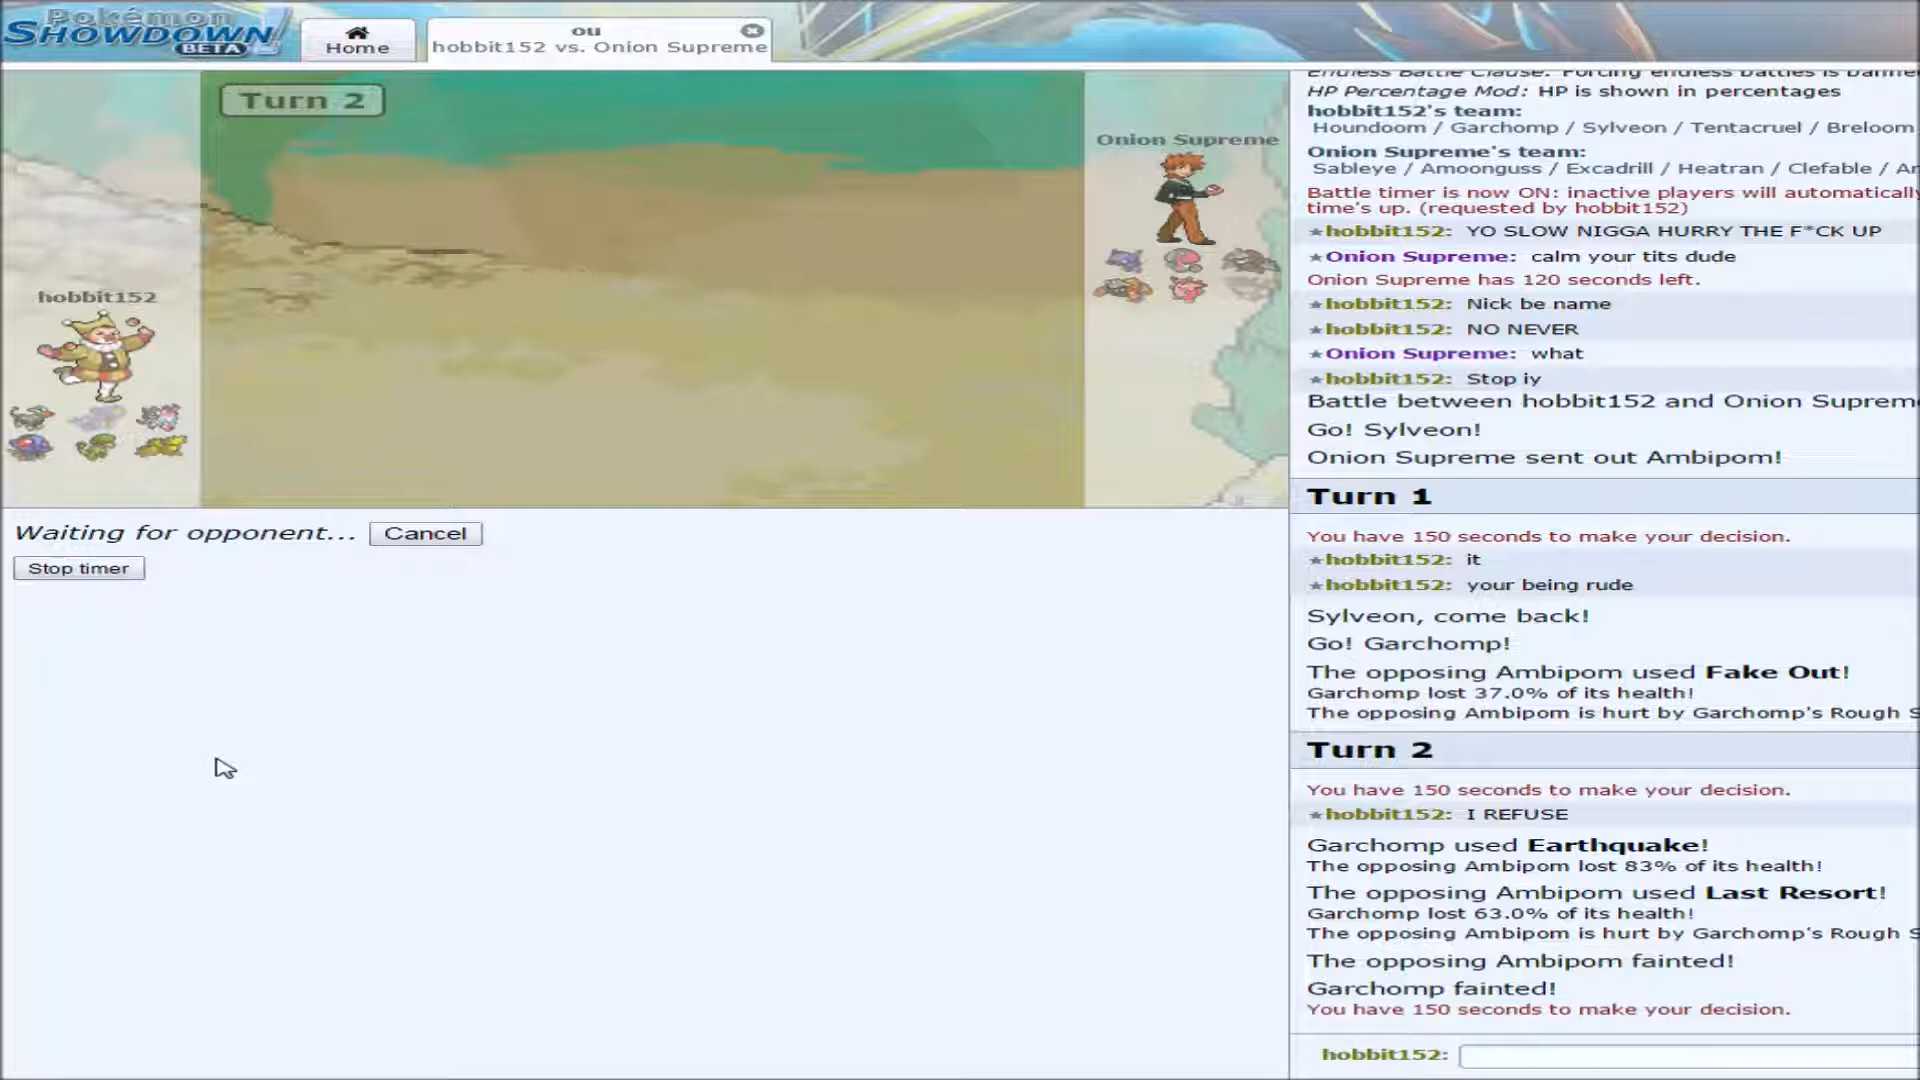 Pokémon
SHOWDOWN!
BETA
Home
ou
hobbit152 vs. Onion Supreme
Turn 2
Onion Supreme
hobbit152
Waiting for opponent... Cancel
Stop timer
Endless Battle Clause: Forcing endless battles is banne
HP Percentage Mod: HP is shown in percentages
hobbit152's team:
Houndoom / Garchomp / Sylveon / Tentacruel / Breloom
Onion Supreme's team:
Sableye / Amoonguss / Excadrill / Heatran / Clefable / Am
Battle timer is now ON: inactive players will automatically
time's up. (requested by hobbit152)
★hobbit152: YO SLOW NIGGA HURRY THE F*CK UP
★Onion Supreme: calm your tits dude
Onion Supreme has 120 seconds left.
★hobbit152: Nick be name
★hobbit152: NO NEVER
★Onion Supreme: what
★hobbit152: Stop iy
Battle between hobbit152 and Onion Suprem
Go! Sylveon!
Onion Supreme sent out Ambipom!
Turn 1
You have 150 seconds to make your decision.
★hobbit152: it
★hobbit152: your being rude
Sylveon, come back!
Go! Garchomp!
The opposing Ambipom used Fake Out!
Garchomp lost 37.0% of its health!
The opposing Ambipom is hurt by Garchomp's Rough S
Turn 2
You have 150 seconds to make your decision.
★hobbit152: I REFUSE
Garchomp used Earthquake!
The opposing Ambipom lost 83% of its health!
The opposing Ambipom used Last Resort!
Garchomp lost 63.0% of its health!
The opposing Ambipom is hurt by Garchomp's Rough S
The opposing Ambipom fainted!
Garchomp fainted!
You have 150 seconds to make your decision.
hobbit152: